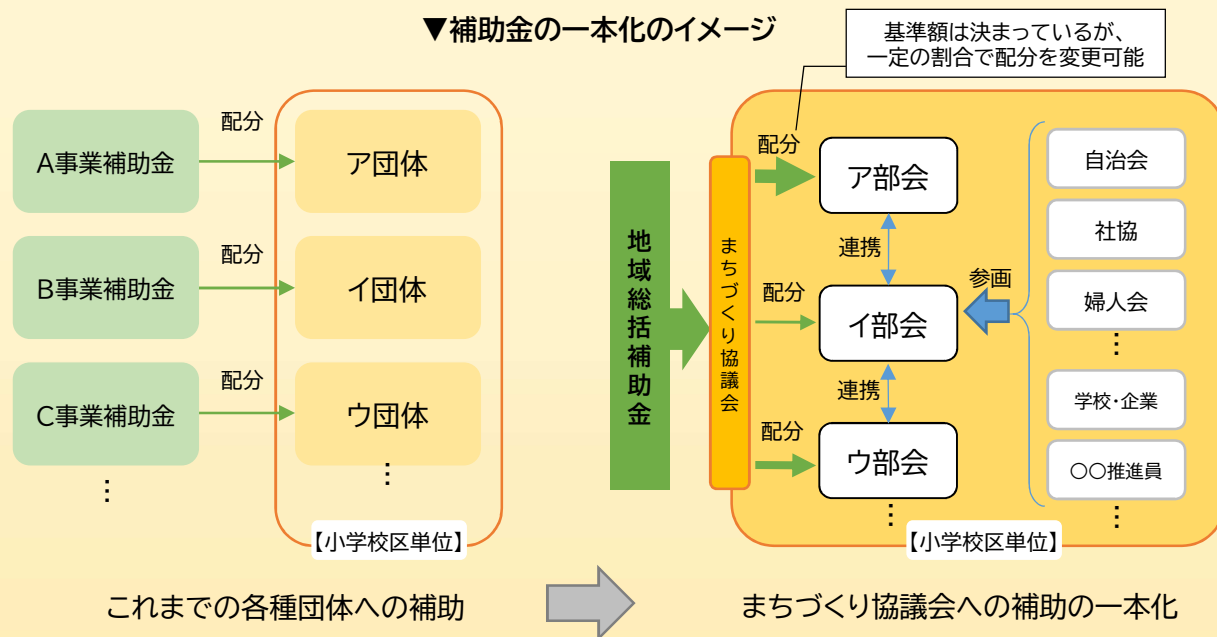 ▼補助金の一本化のイメージ
基準額は決まっているが、
一定の割合で配分を変更可能
A事業補助金
配分
ア団体
B事業補助金
配分
イ団体
C事業補助金
配分
ウ団体
⋮
⋮
【小学校区単位】
これまでの各種団体への補助
地域総括補助金
まちづくり協議会
配分
ア部会
連携
配分
イ部会
連携
配分
ウ部会
⋮
参画
自治会
社協
婦人会
⋮
学校・企業
〇〇推進員
⋮
【小学校区単位】
まちづくり協議会への補助の一本化